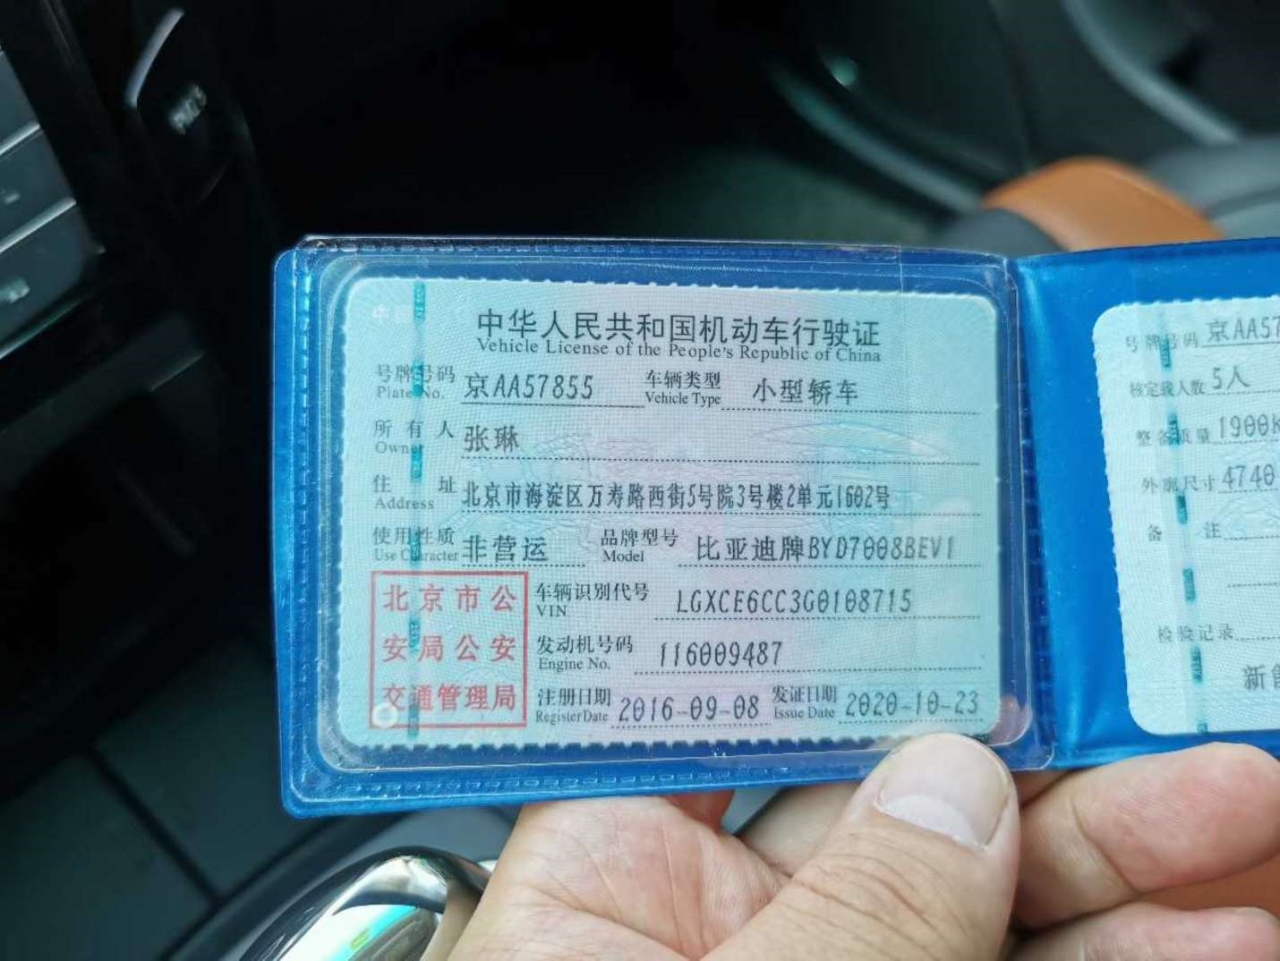 中华人民共和国机动车行驶证
Vehicle License of the People's Republic of China
号牌号码 京AA57855 车辆类型 小型轿车
Plate No. Vehicle Type
所有人 张琳
Owner
住址 北京市海淀区万寿路西街5号院3号楼2单元1602号
Address
使用性质 非营运 品牌型号 比亚迪牌BYD7008BEV1
Use Character Model
北京市公
安局公安
交通管理局
车辆识别代号 LGXCE6CC3G0108715
VIN
发动机号码 116009487
Engine No.
注册日期 2016-09-08 发证日期 2020-10-23
Register Date Issue Date
号牌号码 京AA57
核定载人数 5人
整备质量 1900k
外廓尺寸 4740
备注
检验记录
新